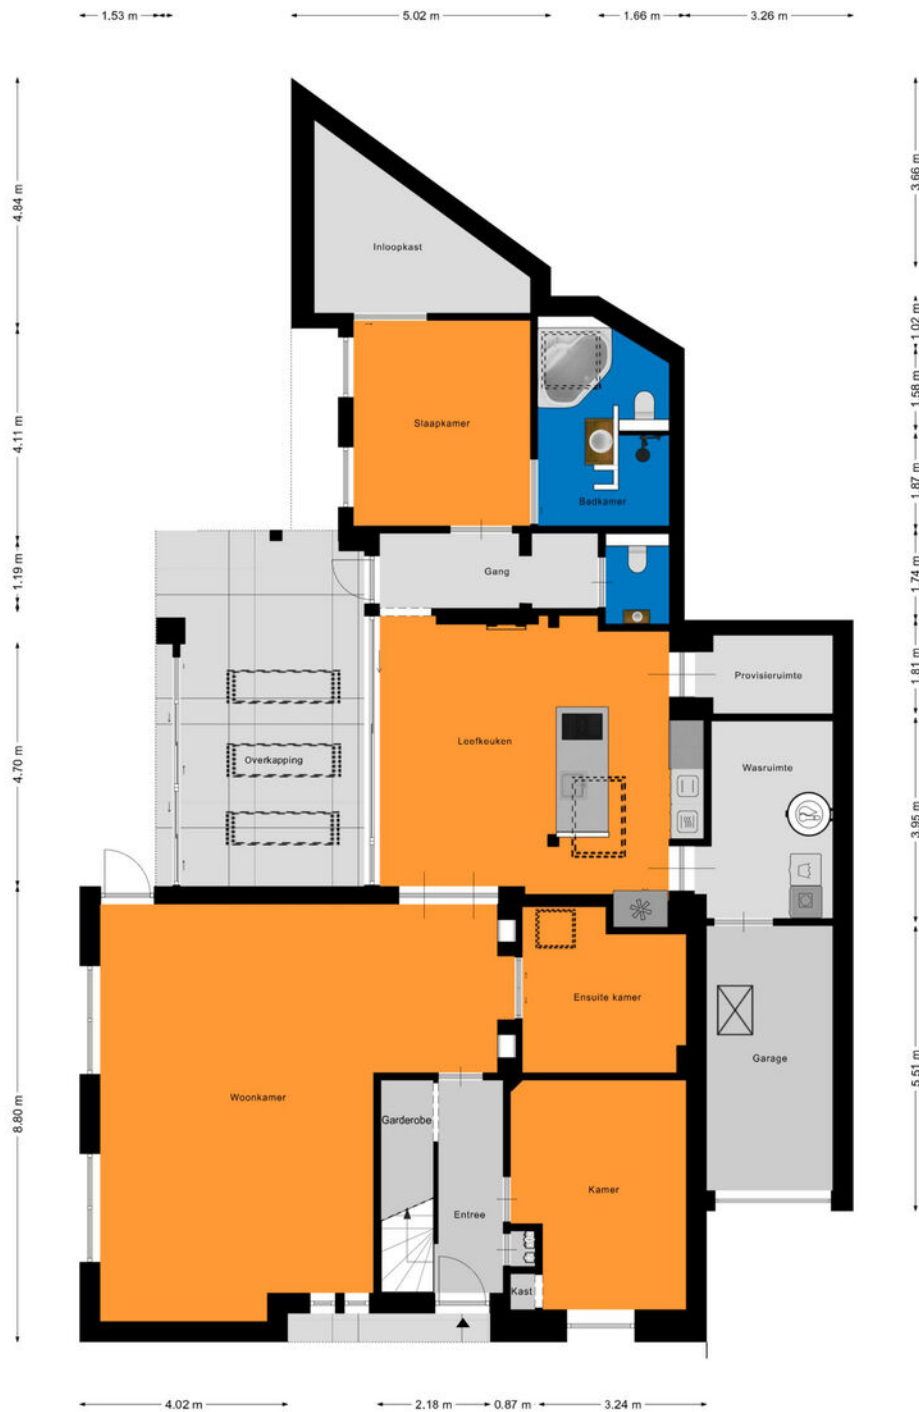 1.53 m
5.02 m
1.66 m
3.26 m
4.84 m
3.66 m
Inloopkast
1.02 m
1.58 m
Slaapkamer
4.11 m
1.87 m
Badkamer
1.19 m
Gang
1.74 m
Provisieruimte
1.81 m
Leefkeuken
Overkapping
Wasruimte
4.70 m
3.95 m
Ensuite kamer
Garage
5.51 m
Woonkamer
8.80 m
Garderobe
Kamer
Entree
Kast
4.02 m
2.18 m
0.87 m
3.24 m